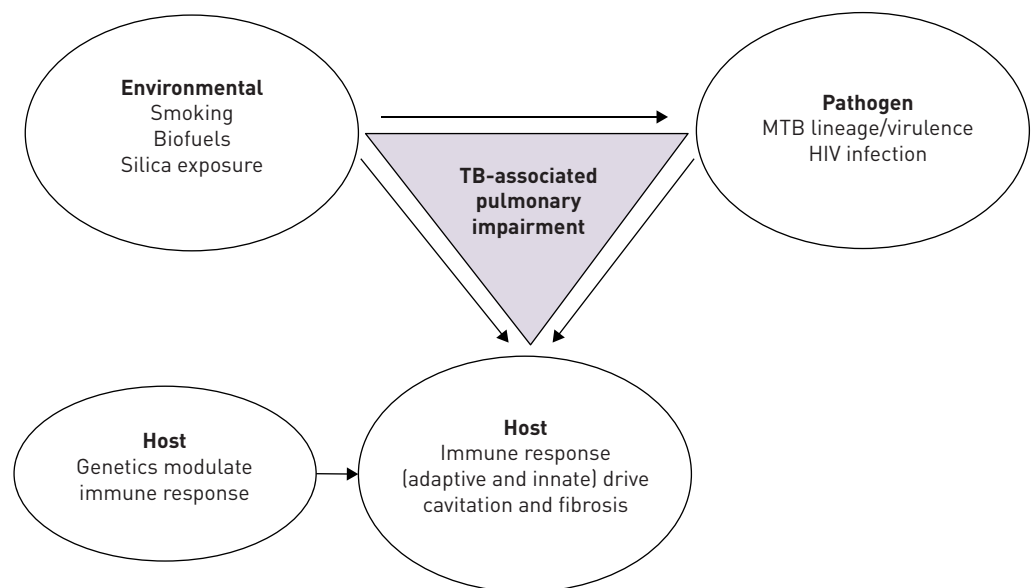 Environmental
Smoking
Biofuels
Silica exposure
Pathogen
MTB lineage/virulence
HIV infection
TB-associated
pulmonary
impairment
Host
Genetics modulate
immune response
Host
Immune response
(adaptive and innate) drive
cavitation and fibrosis